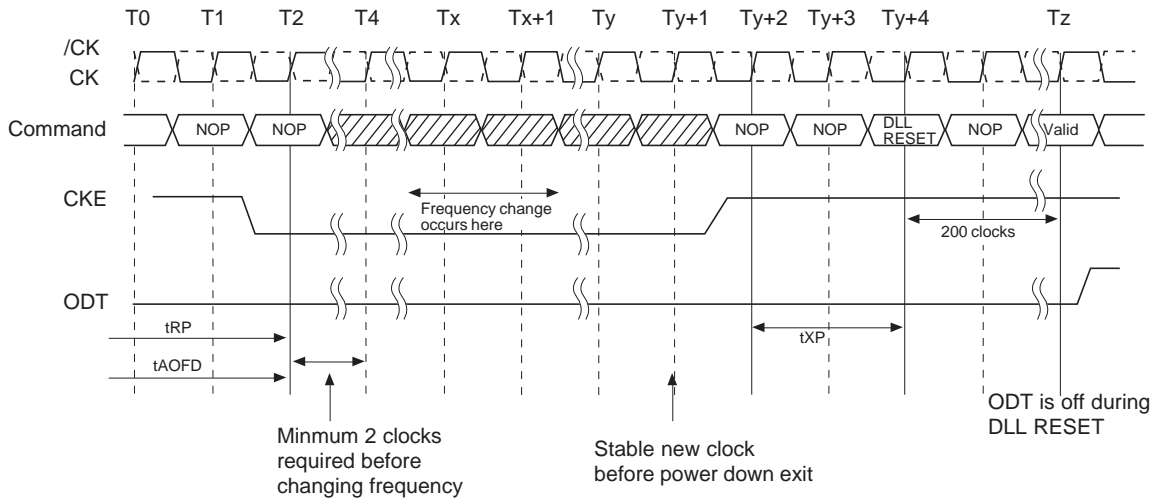 T0 T1 T2 T4 Tx Tx+1 Ty Ty+1 Ty+2 Ty+3 Ty+4 Tz
/CK
CK
Command
NOP NOP NOP NOP DLL RESET NOP Valid
CKE
Frequency change
occurs here
200 clocks
ODT
tRP
tXP
tAOFD
Minmum 2 clocks
required before
changing frequency
Stable new clock
before power down exit
ODT is off during
DLL RESET